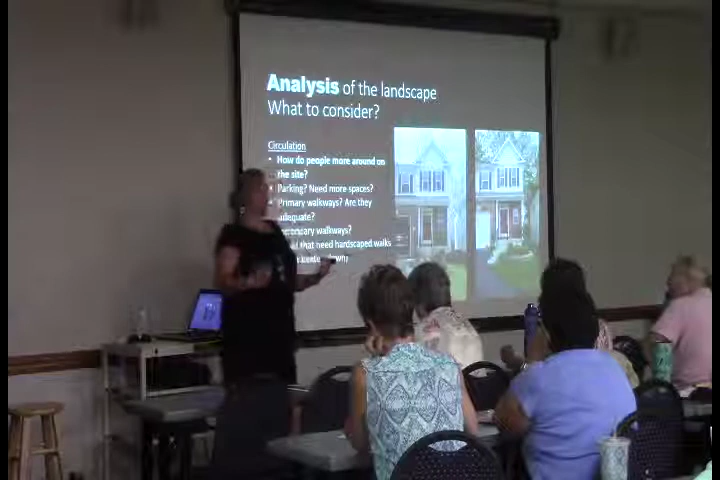 Analysis of the landscape
What to consider?
Circulation
• How do people more around on
the site?
• Parking? Need more spaces?
• Primary walkways? Are they
adequate?
walkways?
that need hardscaped walks